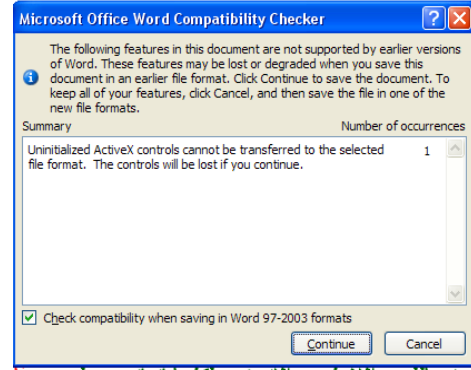 Microsoft Office Word Compatibility Checker
The following features in this document are not supported by earlier versions
of Word. These features may be lost or degraded when you save this
document in an earlier file format. Click Continue to save the document. To
keep all of your features, click Cancel, and then save the file in one of the
new file formats.
Summary Number of occurrences
Uninitialized ActiveX controls cannot be transferred to the selected 1
file format. The controls will be lost if you continue.
Check compatibility when saving in Word 97-2003 formats
Continue Cancel